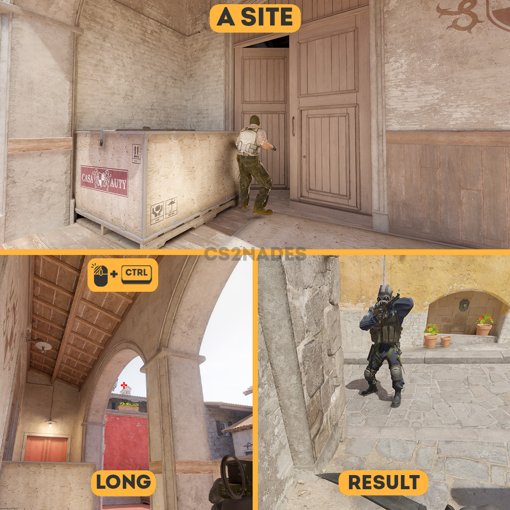 A SITE
CASA AUTY
CS2NADES
+ CTRL
LONG
RESULT